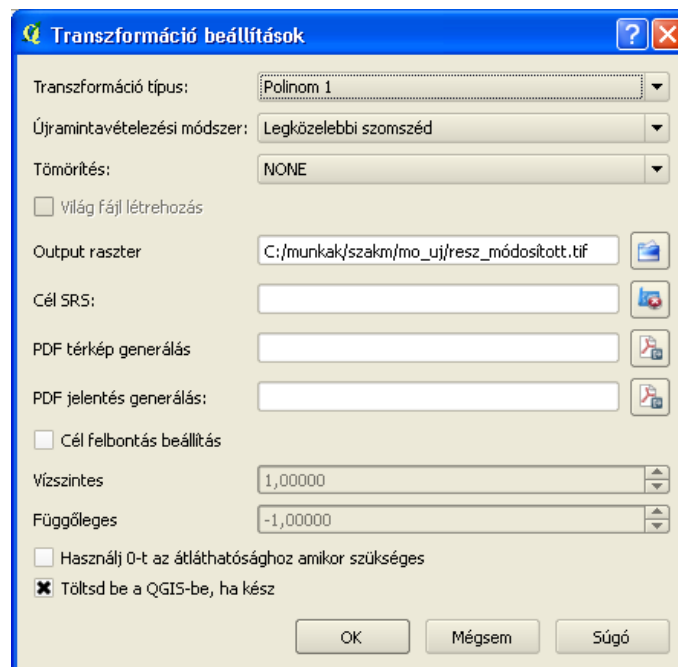 Transzformáció beállítások
Transzformáció típus: Polinom 1
Újramintavételezési módszer: Legközelebbi szomszéd
Tömörítés: NONE
Világ fájl létrehozás
Output raszter C:/munkak/szakm/mo_uj/resz_módosított.tif
Cél SRS:
PDF térkép generálás
PDF jelentés generálás:
Cél felbontás beállítás
Vízszintes 1,00000
Függőleges -1,00000
Használj 0-t az átláthatósághoz amikor szükséges
Töltsd be a QGIS-be, ha kész
OK Mégsem Súgó